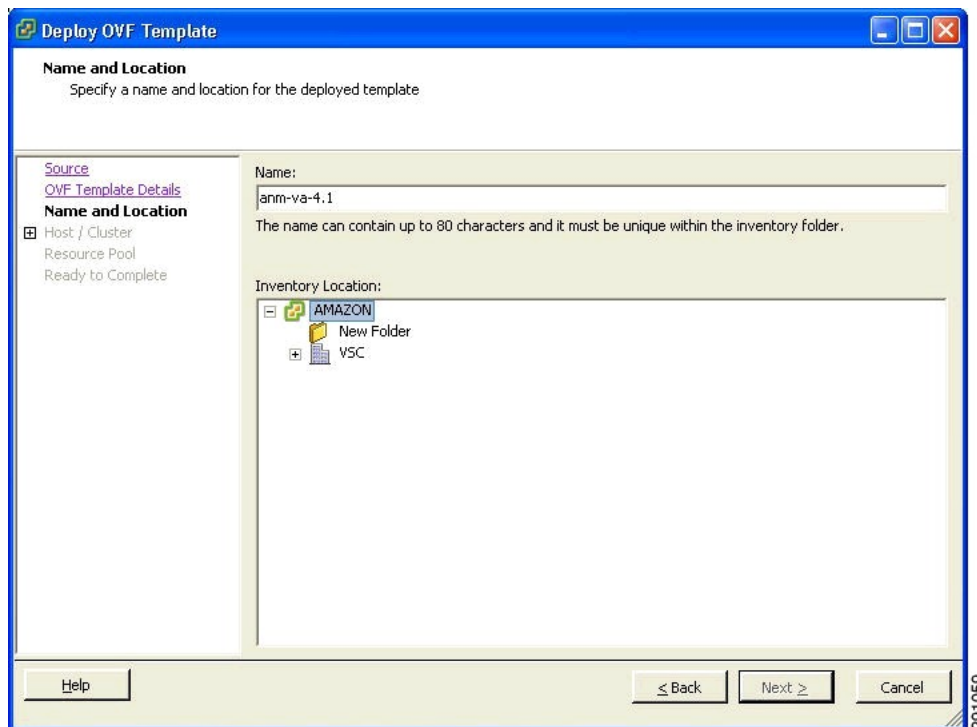 Deploy OVF Template
Name and Location
Specify a name and location for the deployed template
Source
OVF Template Details
Name and Location
Host / Cluster
Resource Pool
Ready to Complete
Name:
anm-va-4.1
The name can contain up to 80 characters and it must be unique within the inventory folder.
Inventory Location:
AMAZON
New Folder
VSC
Help
< Back
Next >
Cancel